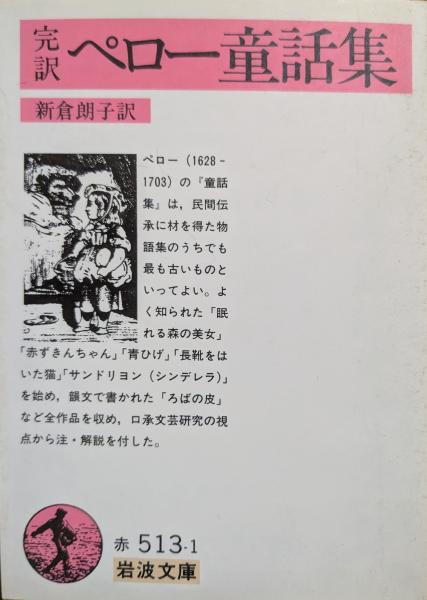 完訳 ペロー童話集
新倉朗子訳
ペロー（1628-
1703）の『童話
集』は，民間伝
承に材を得た物
語集のうちでも
最も古いものと
いってよい。よ
く知られた「眠
れる森の美女」
「赤ずきんちゃん」「青ひげ」「長靴をは
いた猫」「サンドリヨン（シンデレラ）」
を始め，韻文で書かれた「ろばの皮」
など全作品を収め，口承文芸研究の視
点から注・解説を付した。
赤 513-1
岩波文庫